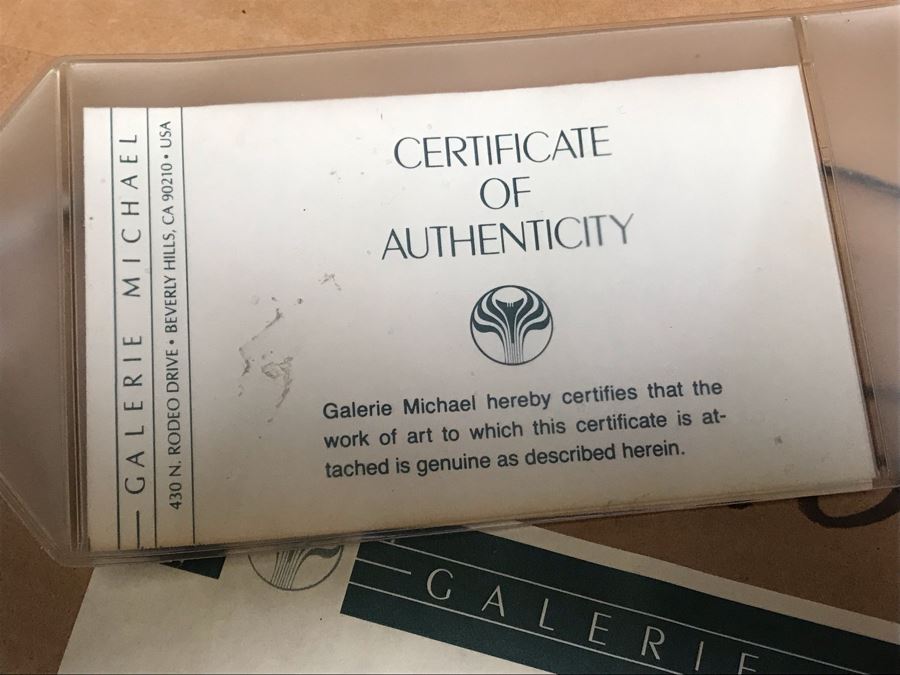 GALERIE MICHAEL
430 N. RODEO DRIVE • BEVERLY HILLS, CA 90210 • USA
CERTIFICATE
OF
AUTHENTICITY
Galerie Michael hereby certifies that the
work of art to which this certificate is at-
tached is genuine as described herein.
GALERIE